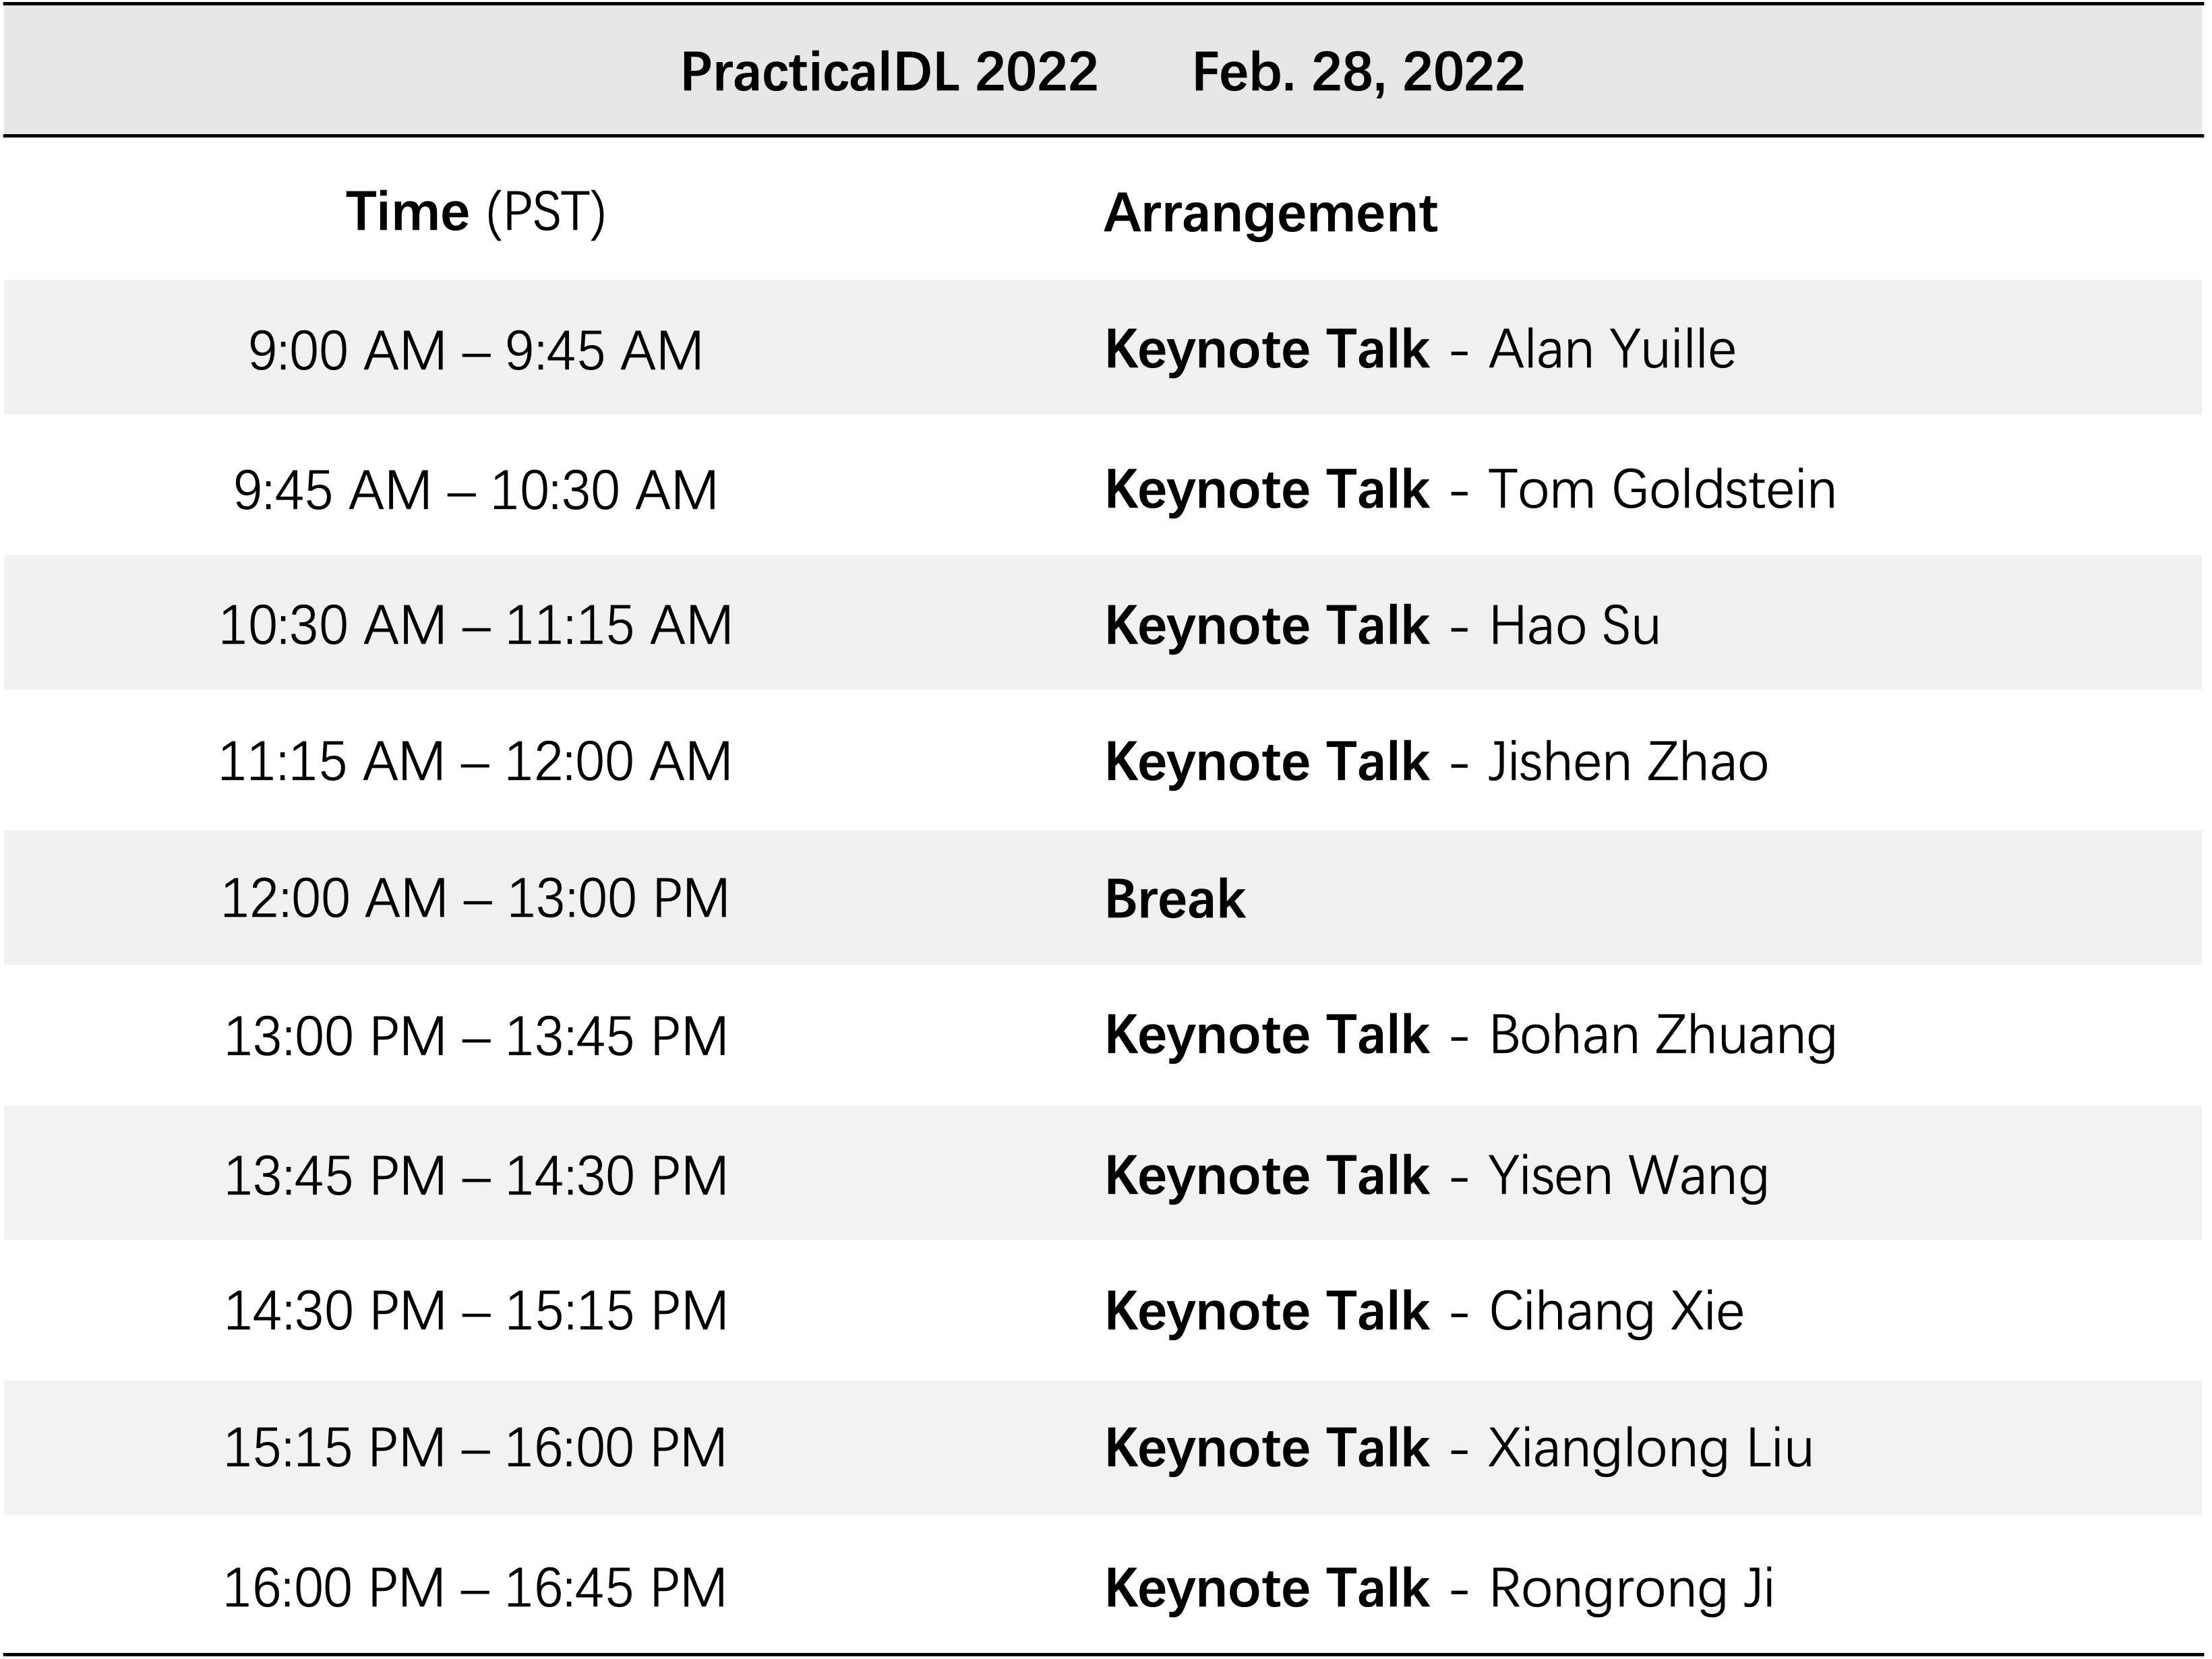 PracticalDL 2022 Feb. 28, 2022
Time (PST) Arrangement
9:00 AM – 9:45 AM Keynote Talk - Alan Yuille
9:45 AM – 10:30 AM Keynote Talk - Tom Goldstein
10:30 AM – 11:15 AM Keynote Talk - Hao Su
11:15 AM – 12:00 AM Keynote Talk - Jishen Zhao
12:00 AM – 13:00 PM Break
13:00 PM – 13:45 PM Keynote Talk - Bohan Zhuang
13:45 PM – 14:30 PM Keynote Talk - Yisen Wang
14:30 PM – 15:15 PM Keynote Talk - Cihang Xie
15:15 PM – 16:00 PM Keynote Talk - Xianglong Liu
16:00 PM – 16:45 PM Keynote Talk - Rongrong Ji